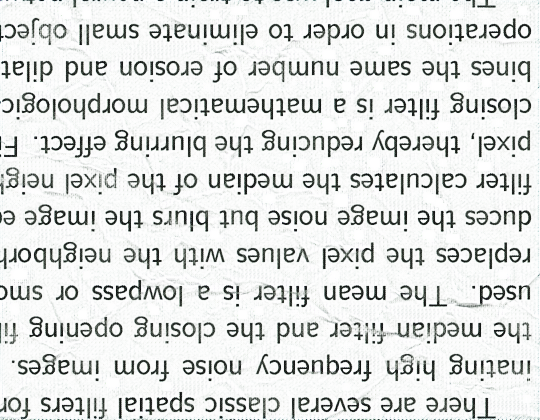 There are several classic spatial filters for
inating high frequency noise from images.
the median filter and the closing opening fil
used. The mean filter is a lowpass or smo
replaces the pixel values with the neighborh
duces the image noise but blurs the image e
filter calculates the median of the pixel neigh
pixel, thereby reducing the blurring effect. Fi
closing filter is a mathematical morphologic
bines the same number of erosion and dilat
operations in order to eliminate small object
The main goal was to train a neural